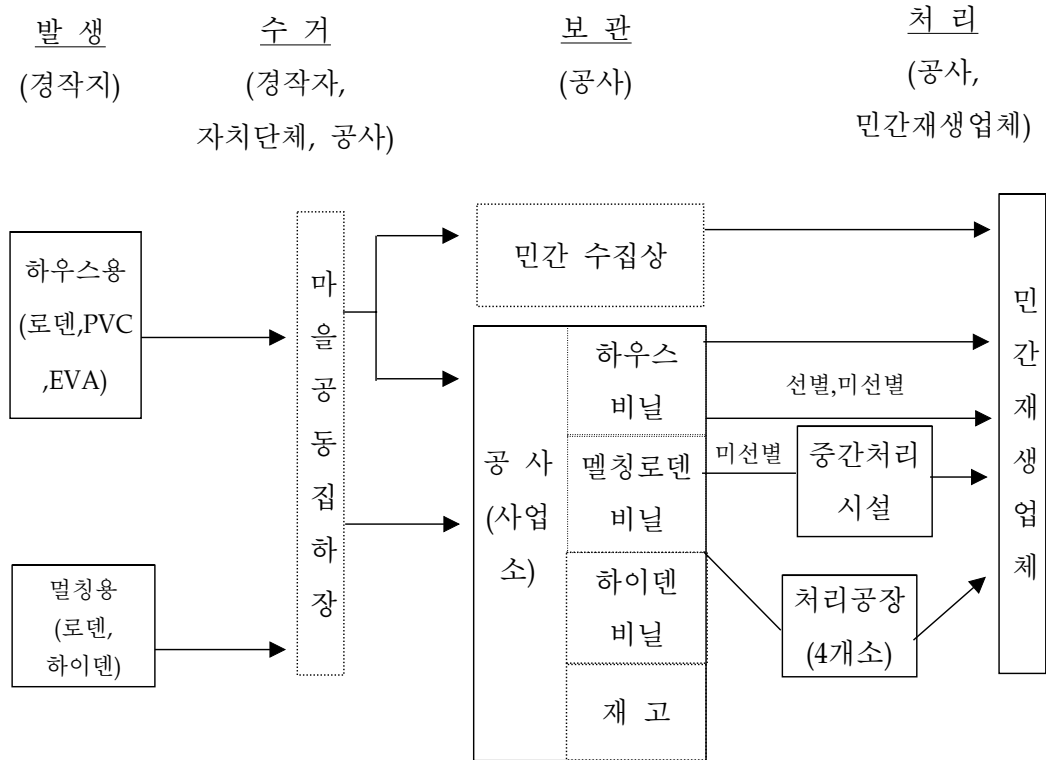 발 생
(경작지)
수 거
(경작자,
자치단체, 공사)
보 관
(공사)
처 리
(공사,
민간재생업체)
하우스용
(로덴,PVC
,EVA)
멀칭용
(로덴,
하이덴)
마
을
공
동
집
하
장
민간 수집상
공 사
(사업
소)
하우스
비닐
멜칭로덴
비닐
하이덴
비닐
재 고
선별,미선별
미선별
중간처리
시설
처리공장
(4개소)
민
간
재
생
업
체